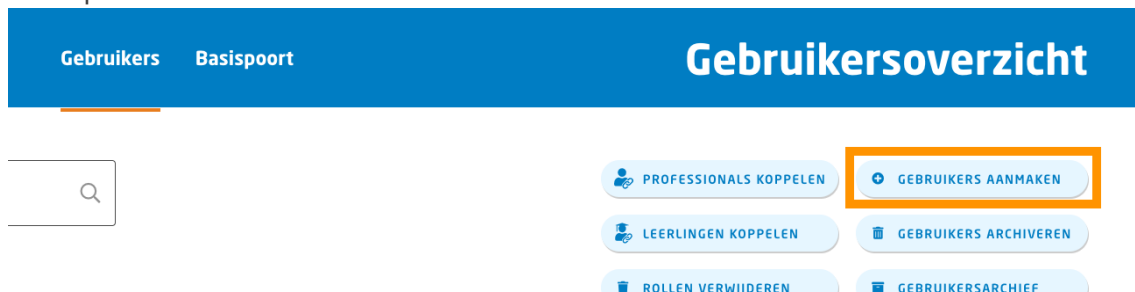 Gebruikers Basispoort Gebruikersoverzicht
PROFESSIONALS KOPPELEN GEBRUIKERS AANMAKEN
LEERLINGEN KOPPELEN GEBRUIKERS ARCHIVEREN
ROLLEN VERWIJDEREN GEBRUIKERSARCHIEF